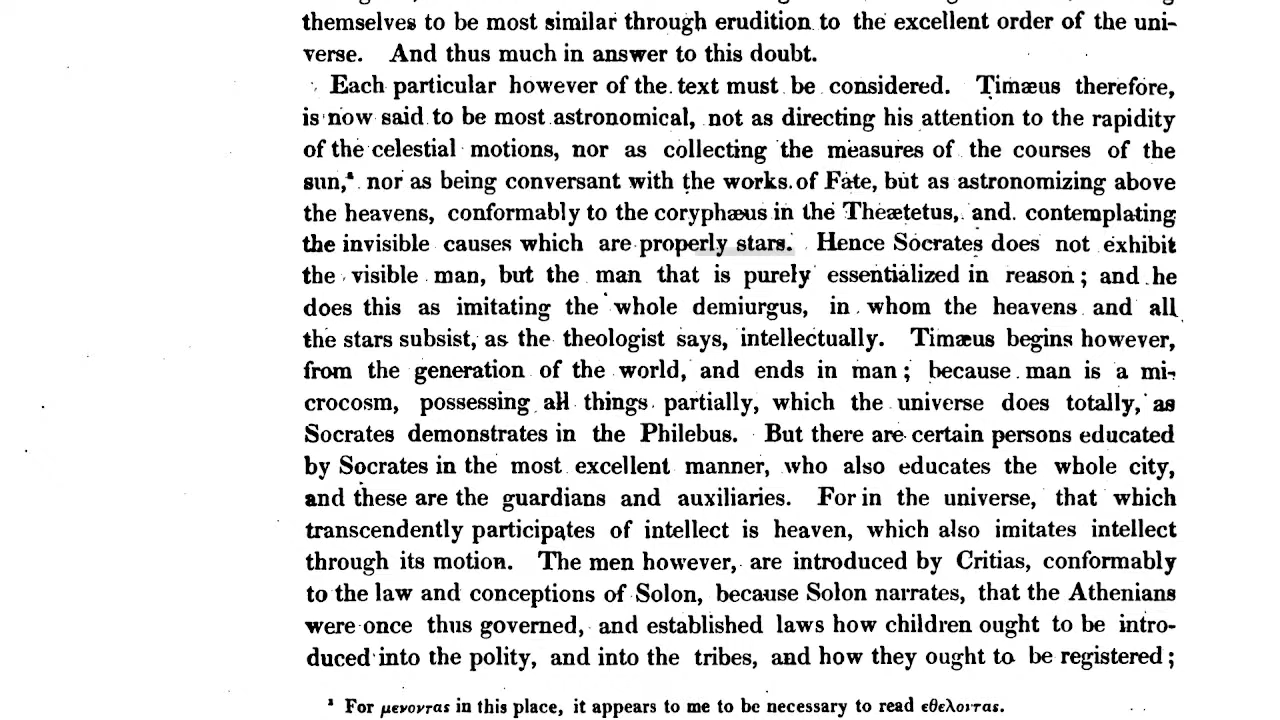 themselves to be most similar through erudition to the excellent order of the uni-
verse. And thus much in answer to this doubt.
Each particular however of the text must be considered. Timæus therefore,
is now said to be most astronomical, not as directing his attention to the rapidity
of the celestial motions, nor as collecting the measures of the courses of the
sun,¹ nor as being conversant with the works of Fate, but as astronomizing above
the heavens, conformably to the coryphæus in the Theætetus, and contemplating
the invisible causes which are properly stars. Hence Socrates does not exhibit
the visible man, but the man that is purely essentialized in reason; and he
does this as imitating the whole demiurgus, in whom the heavens and all
the stars subsist, as the theologist says, intellectually. Timæus begins however,
from the generation of the world, and ends in man; because man is a mi-
crocosm, possessing all things partially, which the universe does totally, as
Socrates demonstrates in the Philebus. But there are certain persons educated
by Socrates in the most excellent manner, who also educates the whole city,
and these are the guardians and auxiliaries. For in the universe, that which
transcendently participates of intellect is heaven, which also imitates intellect
through its motion. The men however, are introduced by Critias, conformably
to the law and conceptions of Solon, because Solon narrates, that the Athenians
were once thus governed, and established laws how children ought to be intro-
duced into the polity, and into the tribes, and how they ought to be registered;
¹ For μενοντας in this place, it appears to me to be necessary to read εθελοιτας.